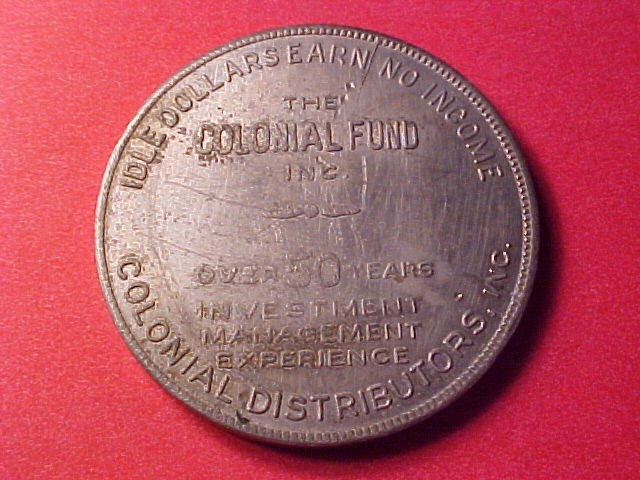 IDLE DOLLARS EARN NO INCOME
THE
COLONIAL FUND
INC.
OVER 50 YEARS
INVESTMENT
MANAGEMENT
EXPERIENCE
COLONIAL DISTRIBUTORS, INC.